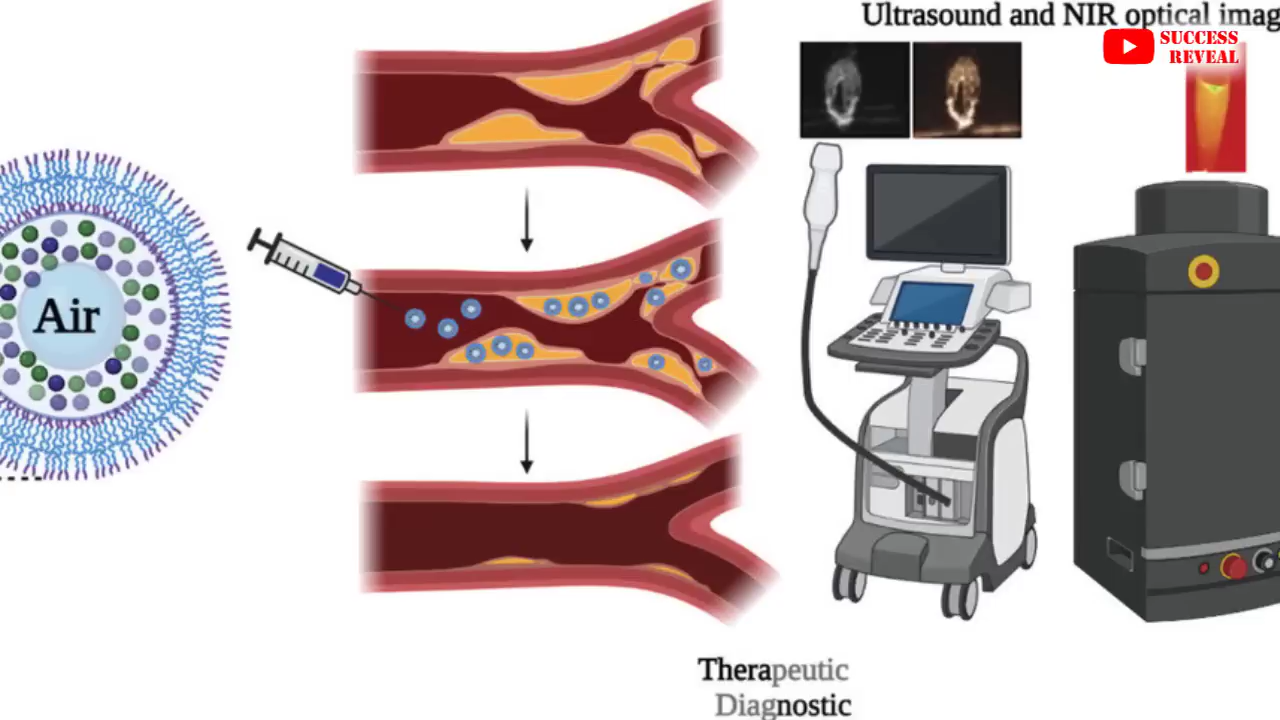 Ultrasound and NIR optical imag
SUCCESS
REVEAL
Air
Therapeutic
Diagnostic